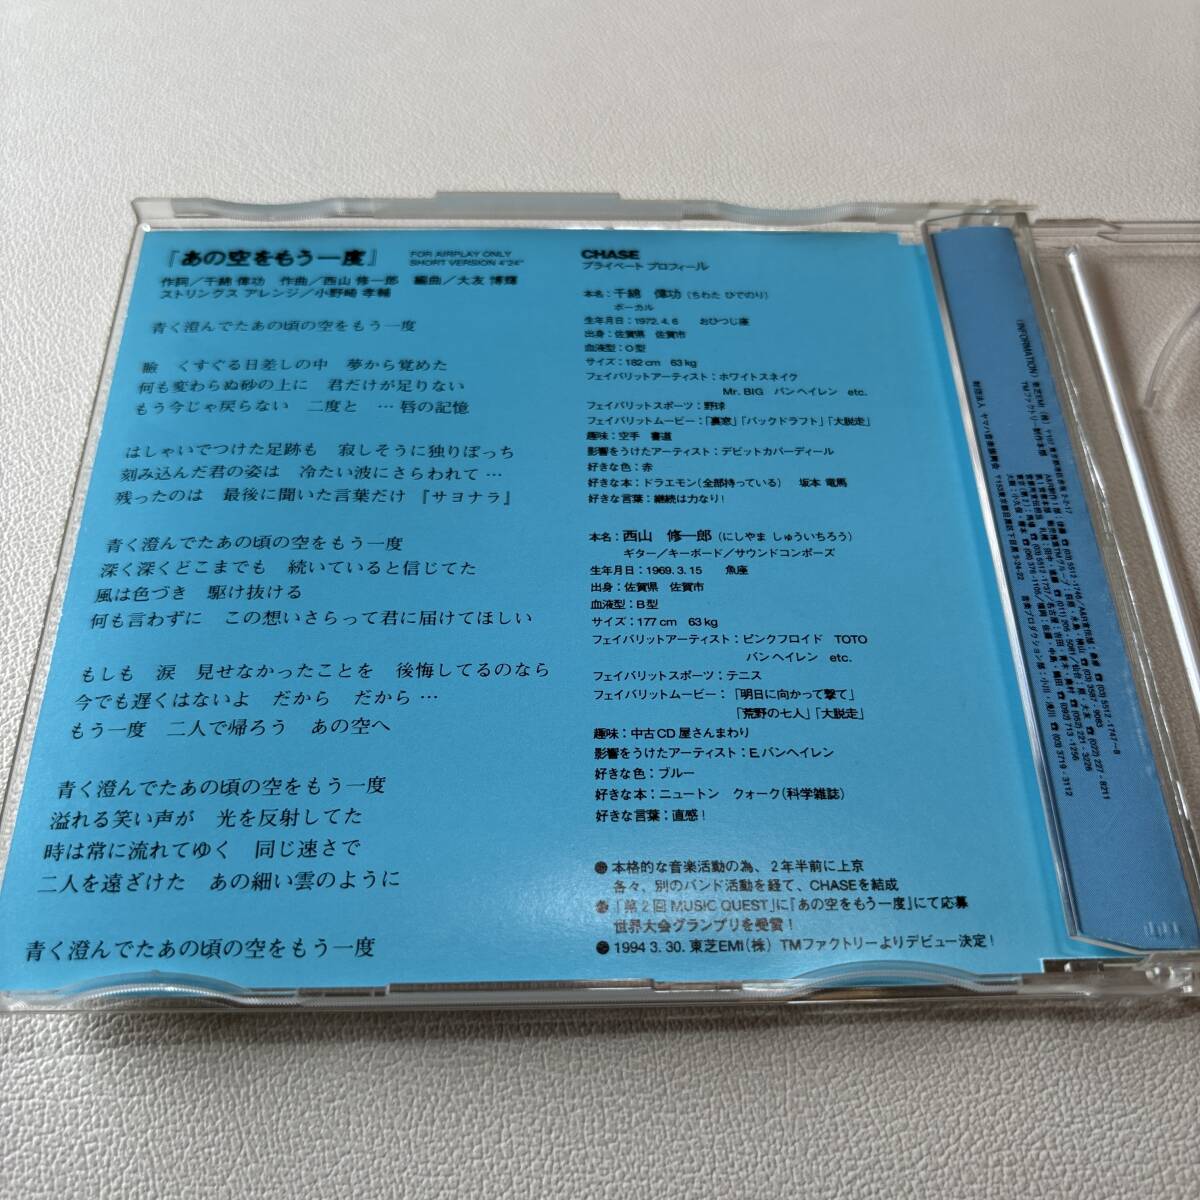 「あの空をもう一度」
FOR AIRPLAY ONLY
SHORT VERSION 4'24"
作詞／千綿 偉功　作曲／西山 修一郎　編曲／大友 博輝
ストリングス アレンジ／小野崎 孝輔
青く澄んでたあの頃の空をもう一度
瞼　くすぐる日差しの中　夢から覚めた
何も変わらぬ砂の上に　君だけが足りない
もう今じゃ戻らない　二度と　…唇の記憶
はしゃいでつけた足跡も　寂しそうに独りぼっち
刻み込んだ君の姿は　冷たい波にさらわれて…
残ったのは　最後に聞いた言葉だけ『サヨナラ』
青く澄んでたあの頃の空をもう一度
深く深くどこまでも　続いていると信じてた
風は色づき　駆け抜ける
何も言わずに　この想いさらって君に届けてほしい
もしも　涙　見せなかったことを　後悔してるのなら
今でも遅くはないよ　だから　だから…
もう一度　二人で帰ろう　あの空へ
青く澄んでたあの頃の空をもう一度
溢れる笑い声が　光を反射してた
時は常に流れてゆく　同じ速さで
二人を遠ざけた　あの細い雲のように
青く澄んでたあの頃の空をもう一度
CHASE
プライベート プロフィール
本名：千綿　偉功（ちわた ひでのり）
ボーカル
生年月日：1972.4.6　おひつじ座
出身：佐賀県　佐賀市
血液型：O型
サイズ：182cm　63kg
フェイバリットアーティスト：ホワイトスネイク
Mr. BIG　バンヘイレン　etc.
フェイバリットスポーツ：野球
フェイバリットムービー：「裏窓」「バックドラフト」「大脱走」
趣味：空手　書道
影響をうけたアーティスト：デビットカバーディール
好きな色：赤
好きな本：ドラエモン（全部持っている）　坂本 竜馬
好きな言葉：継続は力なり！
本名：西山　修一郎（にしやま しゅういちろう）
ギター／キーボード／サウンドコンポーズ
生年月日：1969.3.15　魚座
出身：佐賀県　佐賀市
血液型：B型
サイズ：177cm　63kg
フェイバリットアーティスト：ピンクフロイド　TOTO
バンヘイレン　etc.
フェイバリットスポーツ：テニス
フェイバリットムービー：「明日に向かって撃て」
「荒野の七人」「大脱走」
趣味：中古CD屋さんまわり
影響をうけたアーティスト：E.バンヘイレン
好きな色：ブルー
好きな本：ニュートン　クォーク（科学雑誌）
好きな言葉：直感！
本格的な音楽活動の為、2年半前に上京
各々、別のバンド活動を経て、CHASEを結成
「第2回 MUSIC QUEST」に『あの空をもう一度』にて応募
世界大会グランプリを受賞！
1994 3. 30. 東芝EMI（株） TMファクトリーよりデビュー決定！
〈INFORMATION〉
東芝EMI（株）
TMファクトリー制作本部
財団法人 ヤマハ音楽振興会